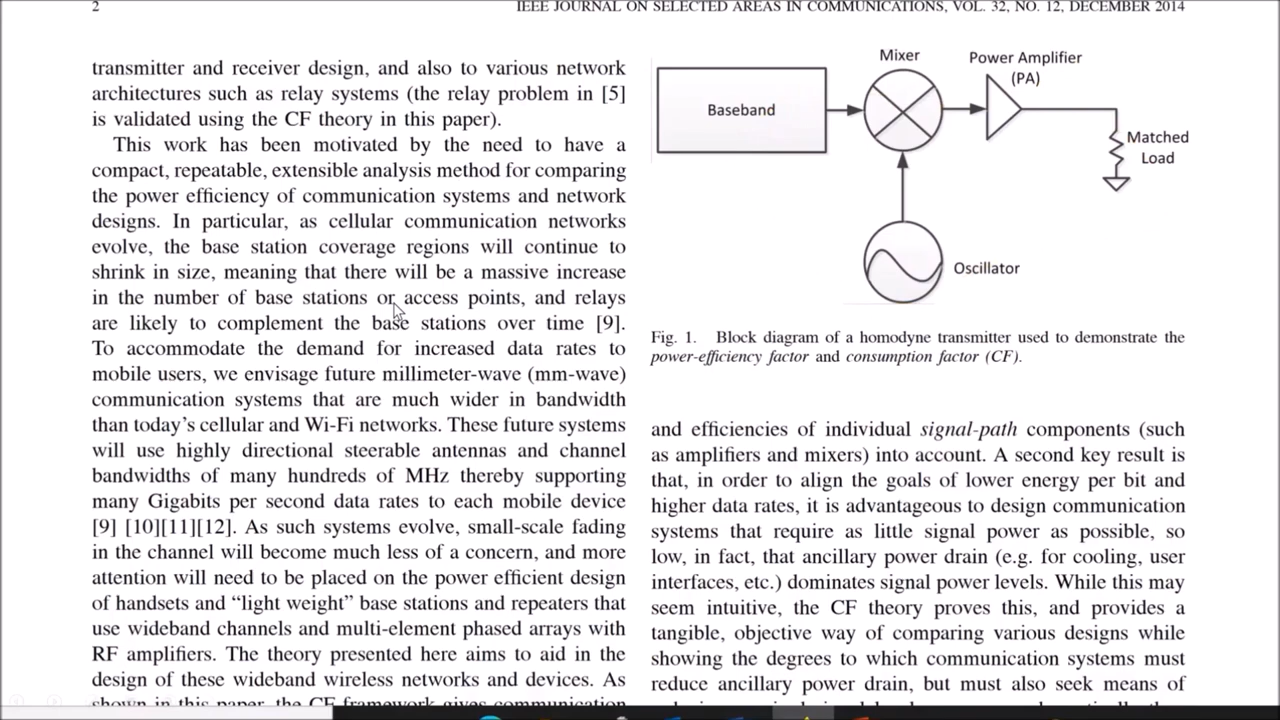 2
IEEE JOURNAL ON SELECTED AREAS IN COMMUNICATIONS, VOL. 32, NO. 12, DECEMBER 2014
transmitter and receiver design, and also to various network
architectures such as relay systems (the relay problem in [5]
is validated using the CF theory in this paper).
This work has been motivated by the need to have a
compact, repeatable, extensible analysis method for comparing
the power efficiency of communication systems and network
designs. In particular, as cellular communication networks
evolve, the base station coverage regions will continue to
shrink in size, meaning that there will be a massive increase
in the number of base stations or access points, and relays
are likely to complement the base stations over time [9].
To accommodate the demand for increased data rates to
mobile users, we envisage future millimeter-wave (mm-wave)
communication systems that are much wider in bandwidth
than today's cellular and Wi-Fi networks. These future systems
will use highly directional steerable antennas and channel
bandwidths of many hundreds of MHz thereby supporting
many Gigabits per second data rates to each mobile device
[9] [10][11][12]. As such systems evolve, small-scale fading
in the channel will become much less of a concern, and more
attention will need to be placed on the power efficient design
of handsets and “light weight” base stations and repeaters that
use wideband channels and multi-element phased arrays with
RF amplifiers. The theory presented here aims to aid in the
design of these wideband wireless networks and devices. As
shown in this paper, the CF framework gives communication
Mixer
Power Amplifier
(PA)
Baseband
Matched
Load
Oscillator
Fig. 1. Block diagram of a homodyne transmitter used to demonstrate the
power-efficiency factor and consumption factor (CF).
and efficiencies of individual signal-path components (such
as amplifiers and mixers) into account. A second key result is
that, in order to align the goals of lower energy per bit and
higher data rates, it is advantageous to design communication
systems that require as little signal power as possible, so
low, in fact, that ancillary power drain (e.g. for cooling, user
interfaces, etc.) dominates signal power levels. While this may
seem intuitive, the CF theory proves this, and provides a
tangible, objective way of comparing various designs while
showing the degrees to which communication systems must
reduce ancillary power drain, but must also seek means of